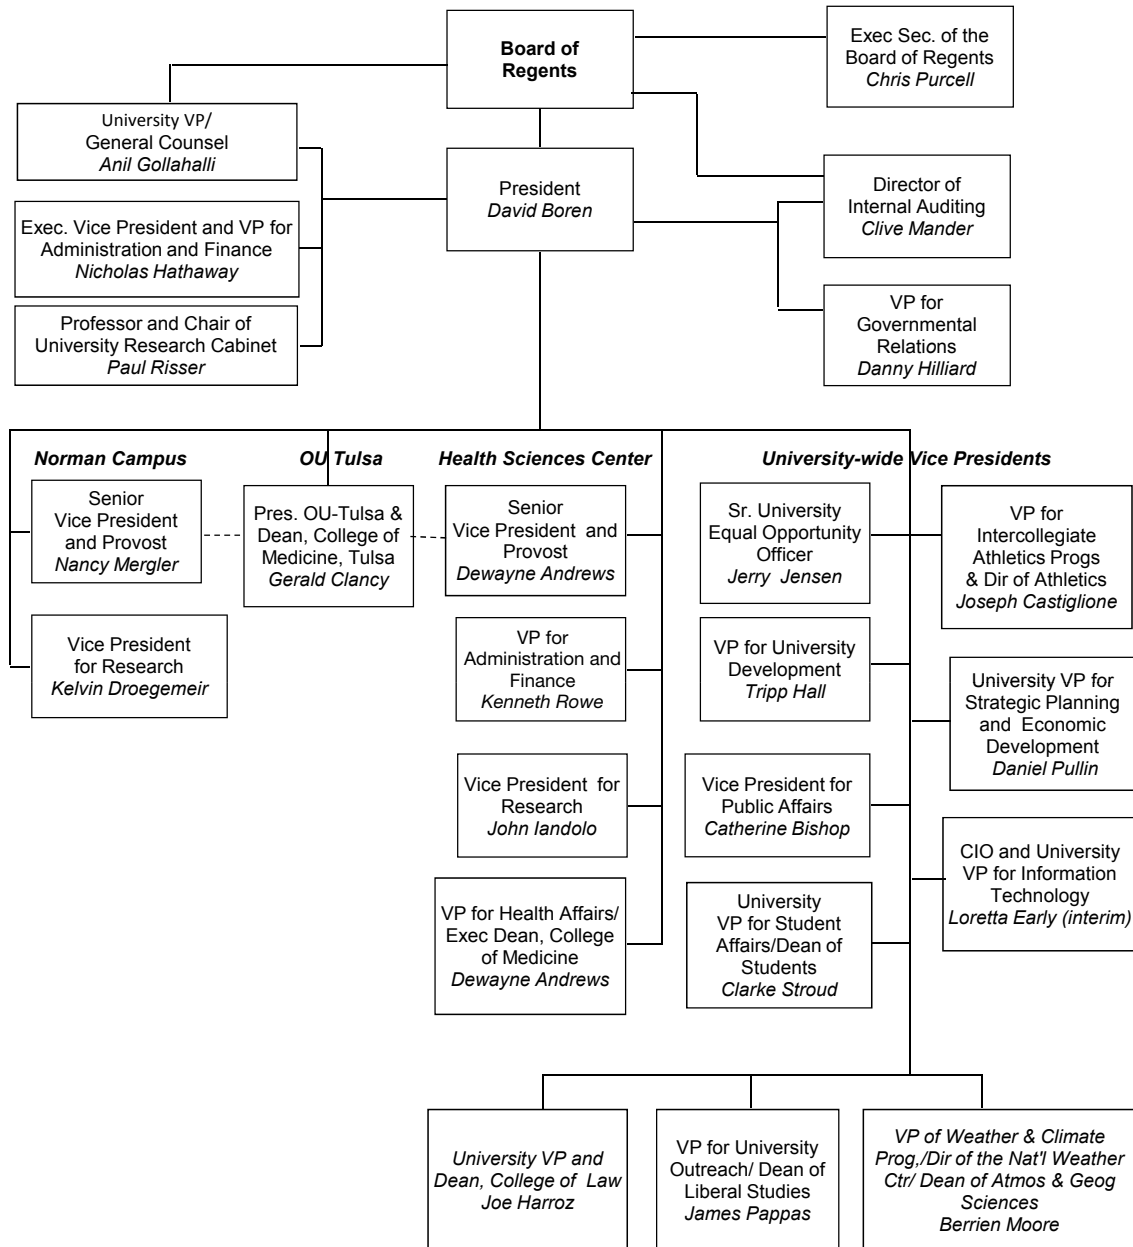 Board of
Regents
Exec Sec. of the
Board of Regents
Chris Purcell
University VP/
General Counsel
Anil Gollahalli
President
David Boren
Director of
Internal Auditing
Clive Mander
Exec. Vice President and VP for
Administration and Finance
Nicholas Hathaway
Professor and Chair of
University Research Cabinet
Paul Risser
VP for
Governmental
Relations
Danny Hilliard
Norman Campus
OU Tulsa
Health Sciences Center
University-wide Vice Presidents
Senior
Vice President
and Provost
Nancy Mergler
Pres. OU-Tulsa &
Dean, College of
Medicine, Tulsa
Gerald Clancy
Senior
Vice President and
Provost
Dewayne Andrews
Sr. University
Equal Opportunity
Officer
Jerry Jensen
VP for
Intercollegiate
Athletics Progs
& Dir of Athletics
Joseph Castiglione
Vice President
for Research
Kelvin Droegemeir
VP for
Administration and
Finance
Kenneth Rowe
VP for University
Development
Tripp Hall
University VP for
Strategic Planning
and Economic
Development
Daniel Pullin
Vice President for
Research
John Iandolo
Vice President for
Public Affairs
Catherine Bishop
CIO and University
VP for Information
Technology
Loretta Early (interim)
VP for Health Affairs/
Exec Dean, College
of Medicine
Dewayne Andrews
University
VP for Student
Affairs/Dean of
Students
Clarke Stroud
University VP and
Dean, College of Law
Joe Harroz
VP for University
Outreach/ Dean of
Liberal Studies
James Pappas
VP of Weather & Climate
Prog,/Dir of the Nat'l Weather
Ctr/ Dean of Atmos & Geog
Sciences
Berrien Moore